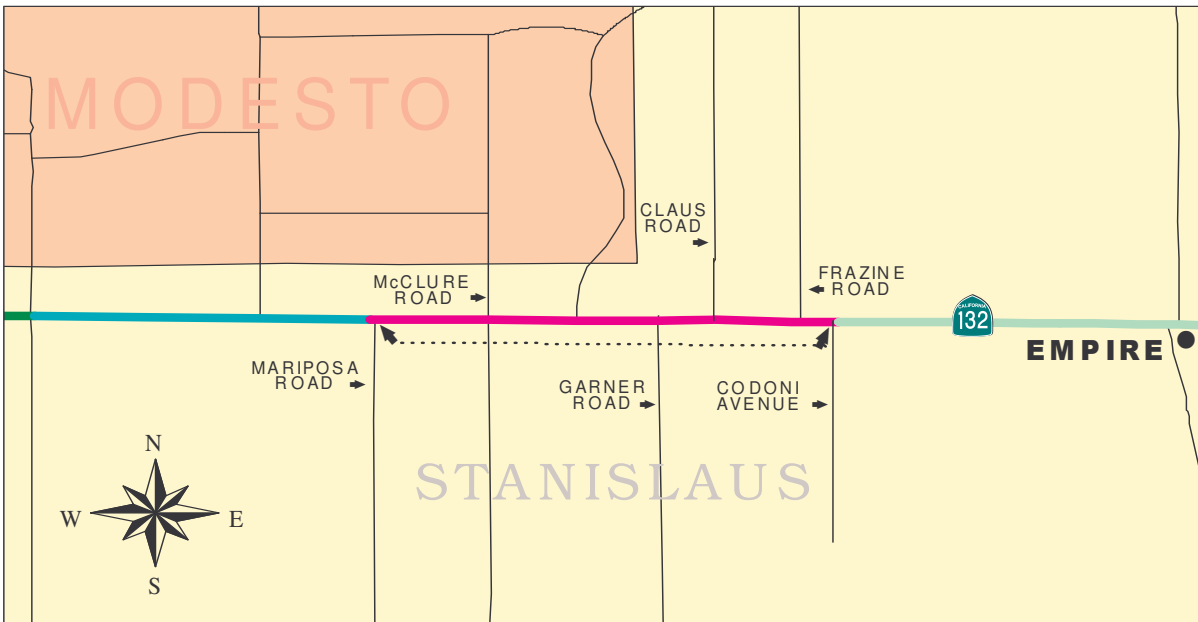 MODESTO
CLAUS
ROAD
McCLURE
ROAD
FRAZINE
ROAD
CALIFORNIA
132
EMPIRE
MARIPOSA
ROAD
GARNER
ROAD
CODONI
AVENUE
STANISLAUS
N
W
E
S